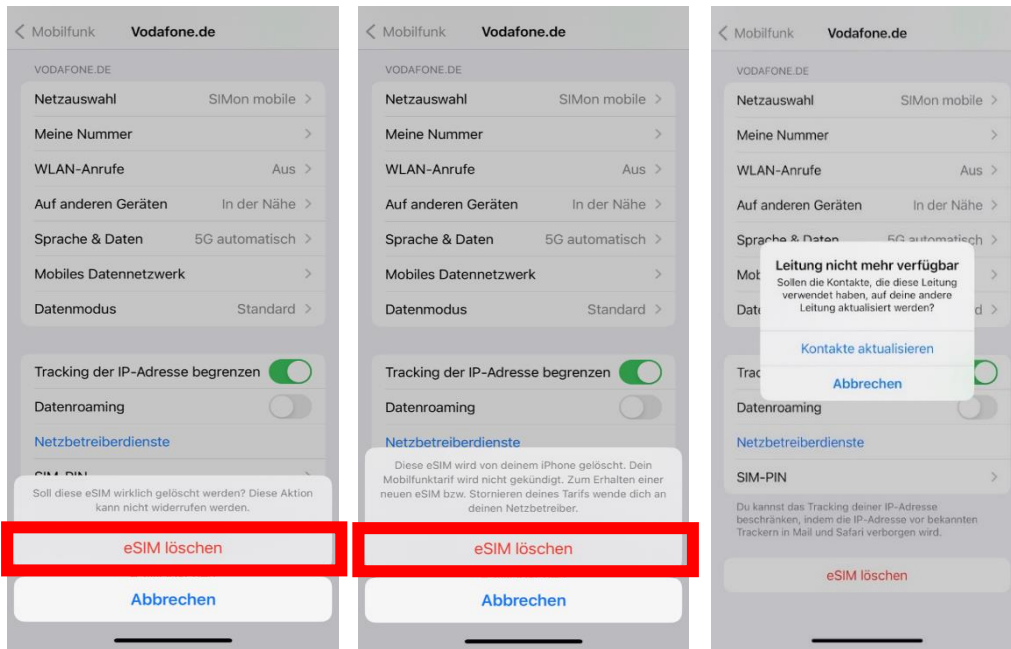 Mobilfunk Vodafone.de
VODAFONE.DE
Netzauswahl SIMon mobile
Meine Nummer
WLAN-Anrufe Aus
Auf anderen Geräten In der Nähe
Sprache & Daten 5G automatisch
Mobiles Datennetzwerk
Datenmodus Standard
Tracking der IP-Adresse begrenzen
Datenroaming
Netzbetreiberdienste
SIM-PIN
Soll diese eSIM wirklich gelöscht werden? Diese Aktion
kann nicht widerrufen werden.
eSIM löschen
Abbrechen
Mobilfunk Vodafone.de
VODAFONE.DE
Netzauswahl SIMon mobile
Meine Nummer
WLAN-Anrufe Aus
Auf anderen Geräten In der Nähe
Sprache & Daten 5G automatisch
Mobiles Datennetzwerk
Datenmodus Standard
Tracking der IP-Adresse begrenzen
Datenroaming
Netzbetreiberdienste
Diese eSIM wird von deinem iPhone gelöscht. Dein
Mobilfunktarif wird nicht gekündigt. Zum Erhalten einer
neuen eSIM bzw. Stornieren deines Tarifs wende dich an
deinen Netzbetreiber.
eSIM löschen
Abbrechen
Mobilfunk Vodafone.de
VODAFONE.DE
Netzauswahl SIMon mobile
Meine Nummer
WLAN-Anrufe Aus
Auf anderen Geräten In der Nähe
Sprache & Daten 5G automatisch
Leitung nicht mehr verfügbar
Sollen die Kontakte, die diese Leitung
verwendet haben, auf deine andere
Leitung aktualisiert werden?
Kontakte aktualisieren
Abbrechen
Datenroaming
Netzbetreiberdienste
SIM-PIN
Du kannst das Tracking deiner IP-Adresse
beschränken, indem die IP-Adresse vor bekannten
Trackern in Mail und Safari verborgen wird.
eSIM löschen